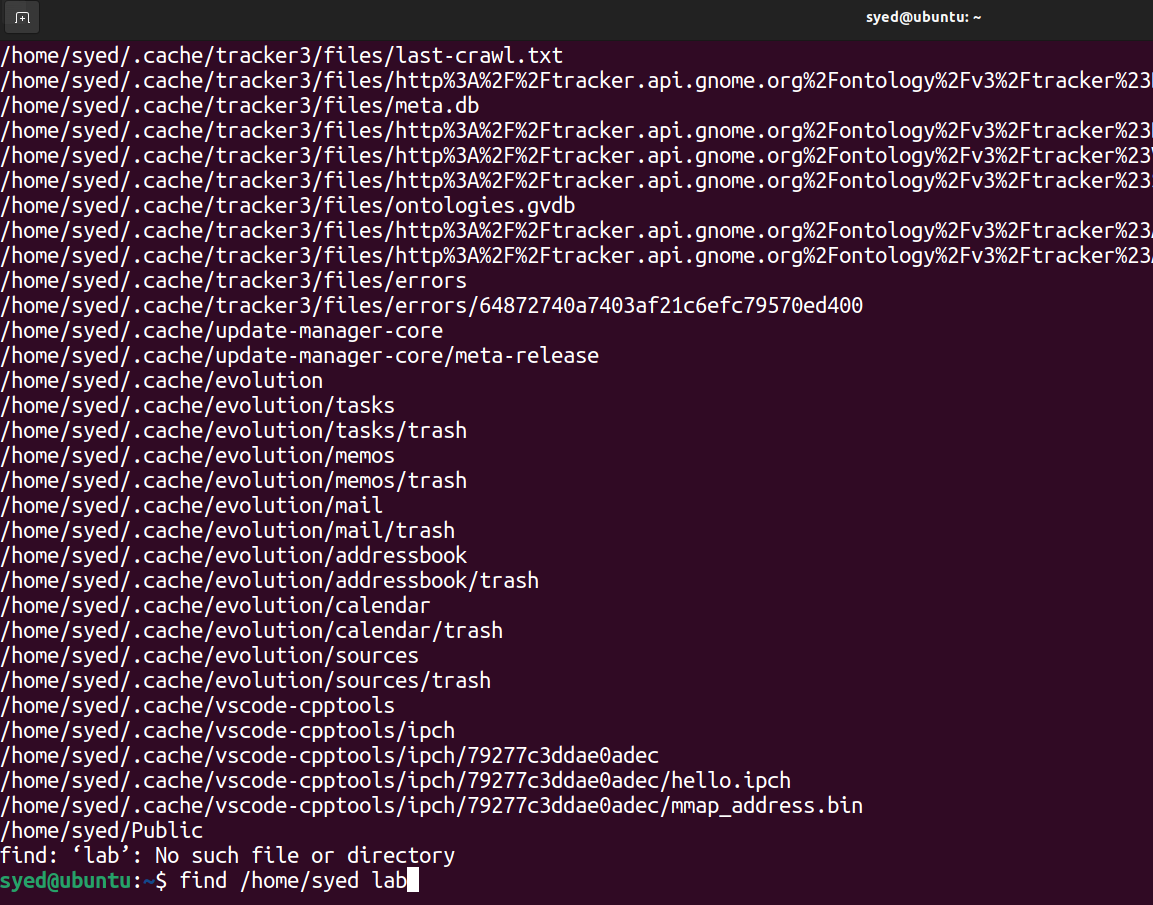 syed@ubuntu: ~
/home/syed/.cache/tracker3/files/last-crawl.txt
/home/syed/.cache/tracker3/files/http%3A%2F%2Ftracker.api.gnome.org%2Fontology%2Fv3%2Ftracker%23
/home/syed/.cache/tracker3/files/meta.db
/home/syed/.cache/tracker3/files/http%3A%2F%2Ftracker.api.gnome.org%2Fontology%2Fv3%2Ftracker%23
/home/syed/.cache/tracker3/files/http%3A%2F%2Ftracker.api.gnome.org%2Fontology%2Fv3%2Ftracker%23
/home/syed/.cache/tracker3/files/http%3A%2F%2Ftracker.api.gnome.org%2Fontology%2Fv3%2Ftracker%23
/home/syed/.cache/tracker3/files/ontologies.gvdb
/home/syed/.cache/tracker3/files/http%3A%2F%2Ftracker.api.gnome.org%2Fontology%2Fv3%2Ftracker%23
/home/syed/.cache/tracker3/files/http%3A%2F%2Ftracker.api.gnome.org%2Fontology%2Fv3%2Ftracker%23
/home/syed/.cache/tracker3/files/errors
/home/syed/.cache/tracker3/files/errors/64872740a7403af21c6efc79570ed400
/home/syed/.cache/update-manager-core
/home/syed/.cache/update-manager-core/meta-release
/home/syed/.cache/evolution
/home/syed/.cache/evolution/tasks
/home/syed/.cache/evolution/tasks/trash
/home/syed/.cache/evolution/memos
/home/syed/.cache/evolution/memos/trash
/home/syed/.cache/evolution/mail
/home/syed/.cache/evolution/mail/trash
/home/syed/.cache/evolution/addressbook
/home/syed/.cache/evolution/addressbook/trash
/home/syed/.cache/evolution/calendar
/home/syed/.cache/evolution/calendar/trash
/home/syed/.cache/evolution/sources
/home/syed/.cache/evolution/sources/trash
/home/syed/.cache/vscode-cpptools
/home/syed/.cache/vscode-cpptools/ipch
/home/syed/.cache/vscode-cpptools/ipch/79277c3ddae0adec
/home/syed/.cache/vscode-cpptools/ipch/79277c3ddae0adec/hello.ipch
/home/syed/.cache/vscode-cpptools/ipch/79277c3ddae0adec/mmap_address.bin
/home/syed/Public
find: ‘lab’: No such file or directory
syed@ubuntu:~$ find /home/syed lab